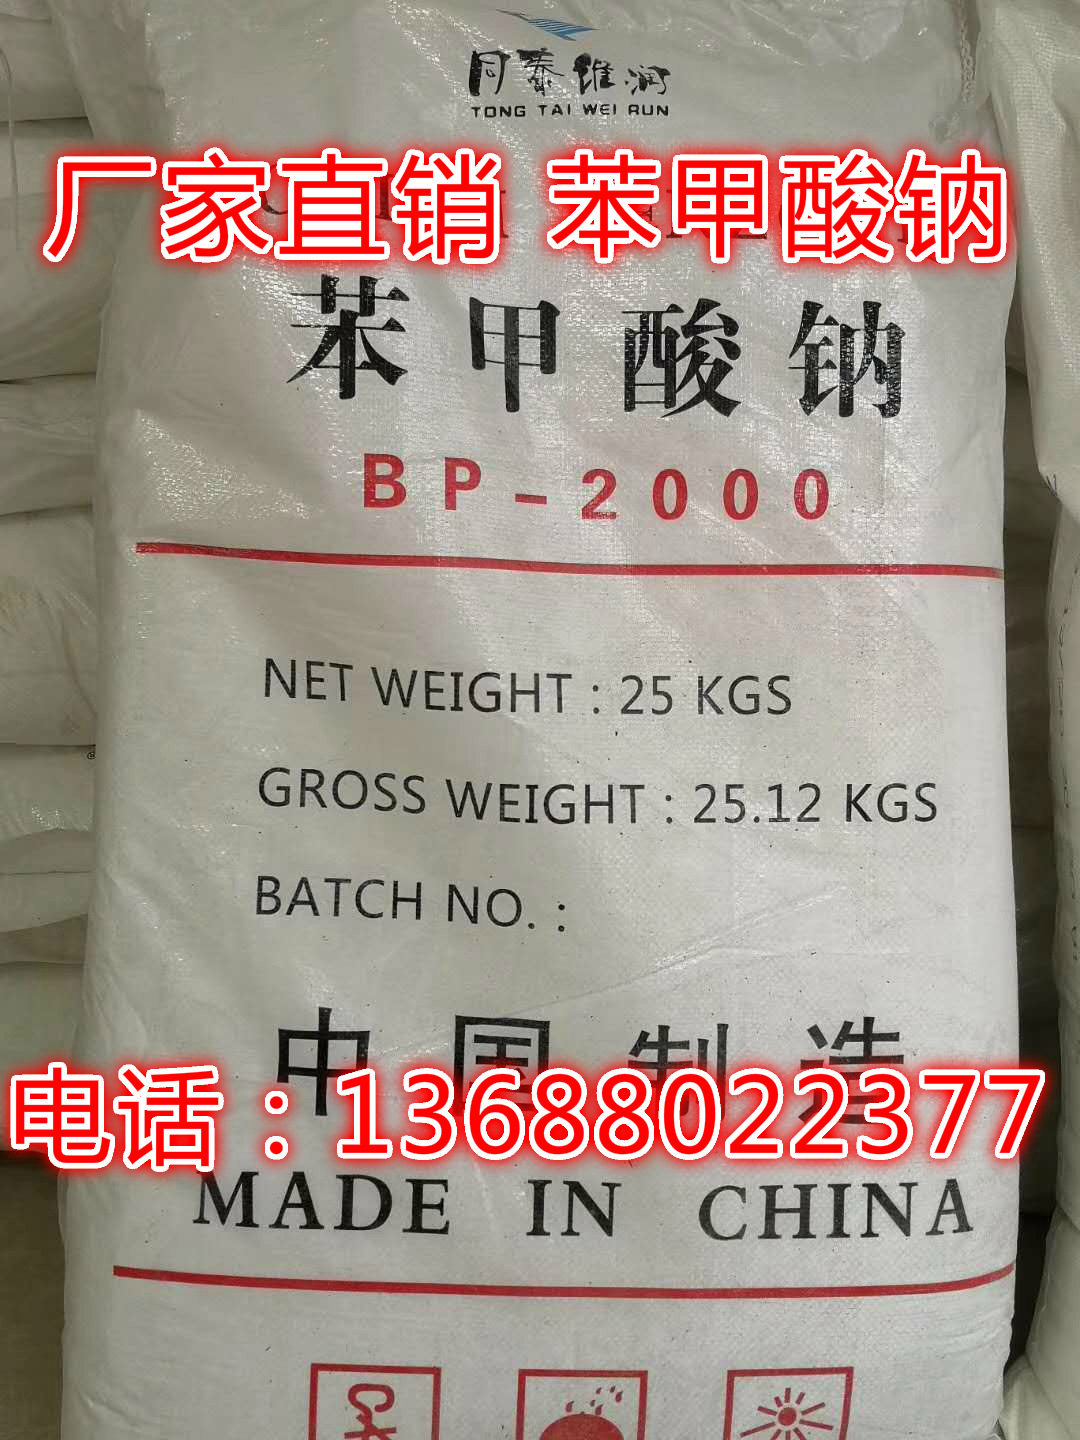 同泰维润
TONG TAI WEI RUN
厂家直销 苯甲酸钠
苯甲酸钠
BP-2000
NET WEIGHT : 25 KGS
GROSS WEIGHT : 25.12 KGS
BATCH NO. :
中国制造
电话：13688022377
MADE IN CHINA